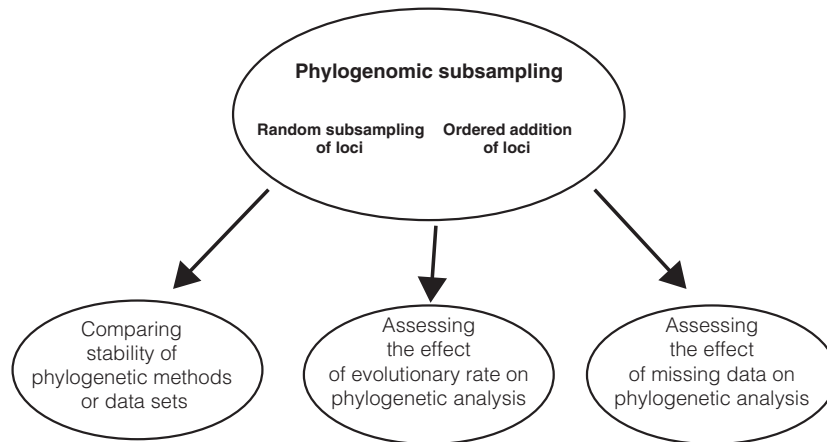 Phylogenomic subsampling
Random subsampling
of loci
Ordered addition
of loci
Comparing
stability of
phylogenetic methods
or data sets
Assessing
the effect
of evolutionary rate on
phylogenetic analysis
Assessing
the effect
of missing data on
phylogenetic analysis